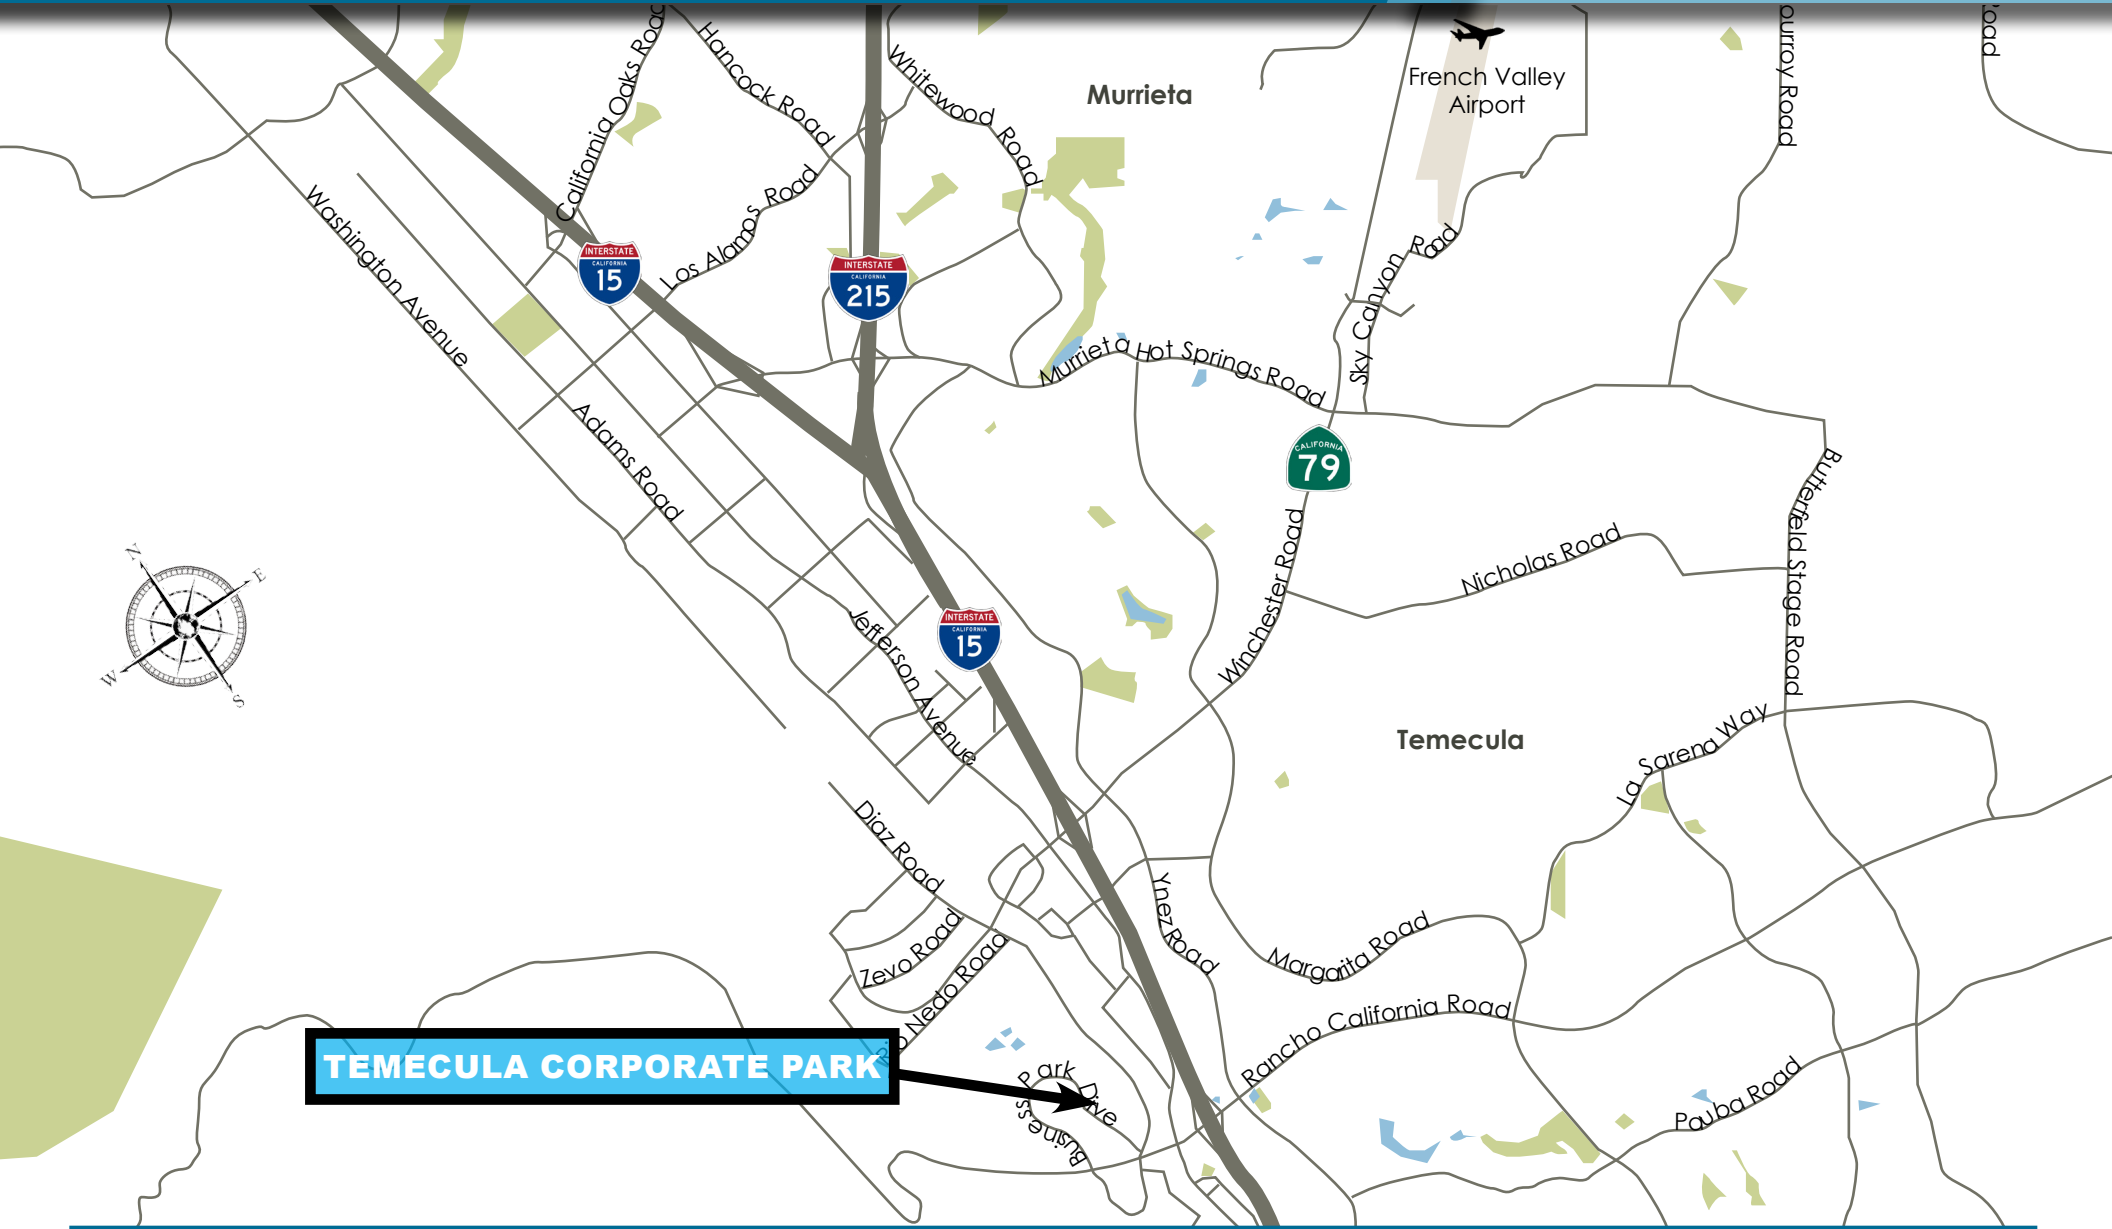 California Oaks Road
Hancock Road
Whitewood Road
Murrieta
French Valley
Airport
Road
Los Alamos Road
Washington Avenue
INTERSTATE
CALIFORNIA
15
INTERSTATE
CALIFORNIA
215
Sky Canyon Road
Murrieta Hot Springs Road
Adams Road
CALIFORNIA
79
Butterfield Stage Road
Winchester Road
Nicholas Road
N
E
W
S
INTERSTATE
CALIFORNIA
15
Jefferson Avenue
Temecula
La Sarena Way
Diaz Road
Ynez Road
Zevo Road
Nedo Road
Margarita Road
Rancho California Road
TEMECULA CORPORATE PARK
Business Park Drive
Pauba Road